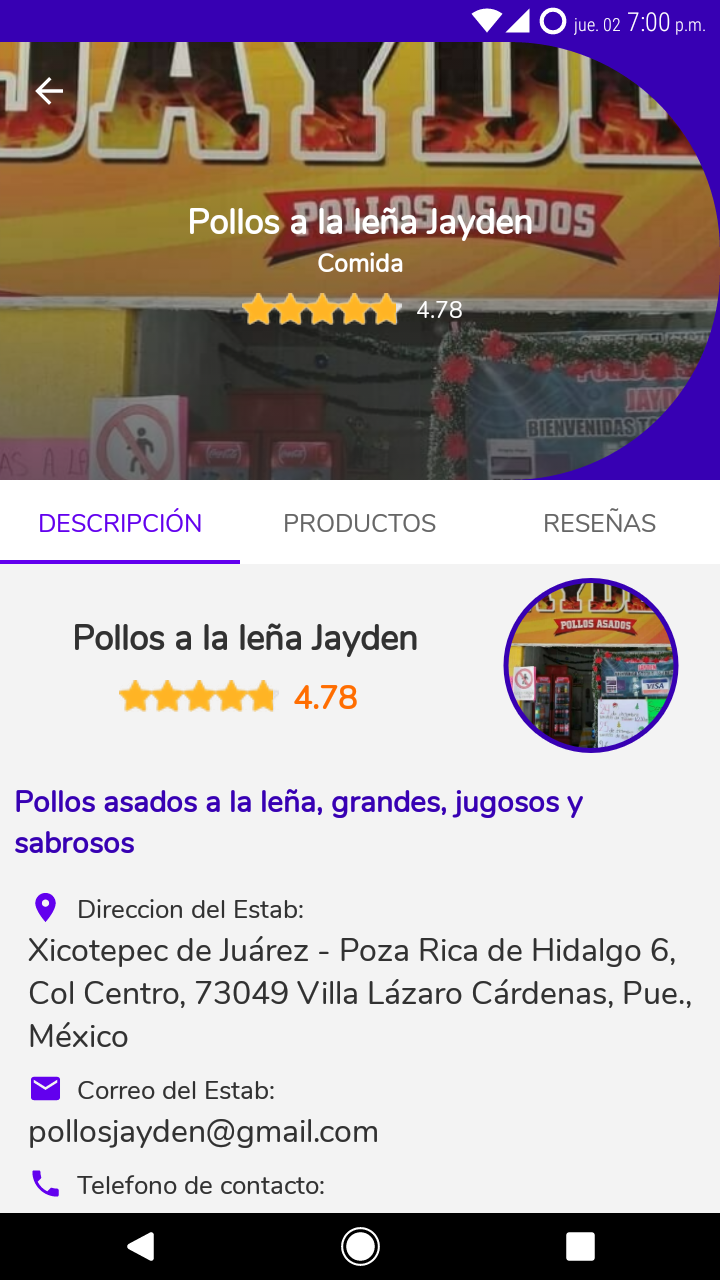 jue. 02 7:00 p.m.
JAYDEN
POLLOS ASADOS
Pollos a la leña Jayden
Comida
4.78
JAYDE
BIENVENIDAS
DESCRIPCIÓN PRODUCTOS RESEÑAS
Pollos a la leña Jayden
4.78
POLLOS ASADOS
VISA
Pollos asados a la leña, grandes, jugosos y
sabrosos
Direccion del Estab:
Xicotepec de Juárez - Poza Rica de Hidalgo 6,
Col Centro, 73049 Villa Lázaro Cárdenas, Pue.,
México
Correo del Estab:
pollosjayden@gmail.com
Telefono de contacto: